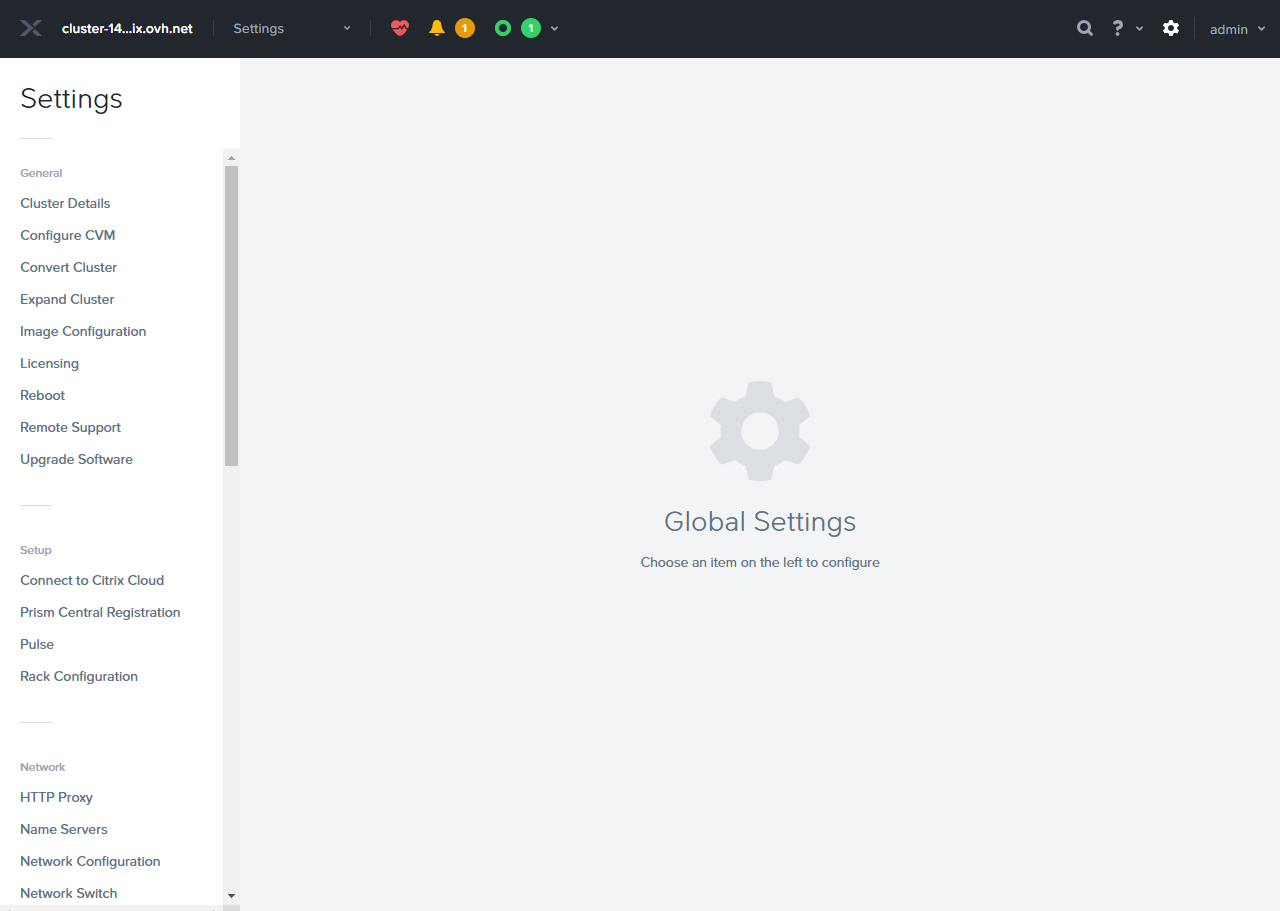 cluster-14...ix.ovh.net Settings 1 1 ? admin
Settings
General
Cluster Details
Configure CVM
Convert Cluster
Expand Cluster
Image Configuration
Licensing
Reboot
Remote Support
Upgrade Software
Setup
Connect to Citrix Cloud
Prism Central Registration
Pulse
Rack Configuration
Network
HTTP Proxy
Name Servers
Network Configuration
Network Switch
Global Settings
Choose an item on the left to configure